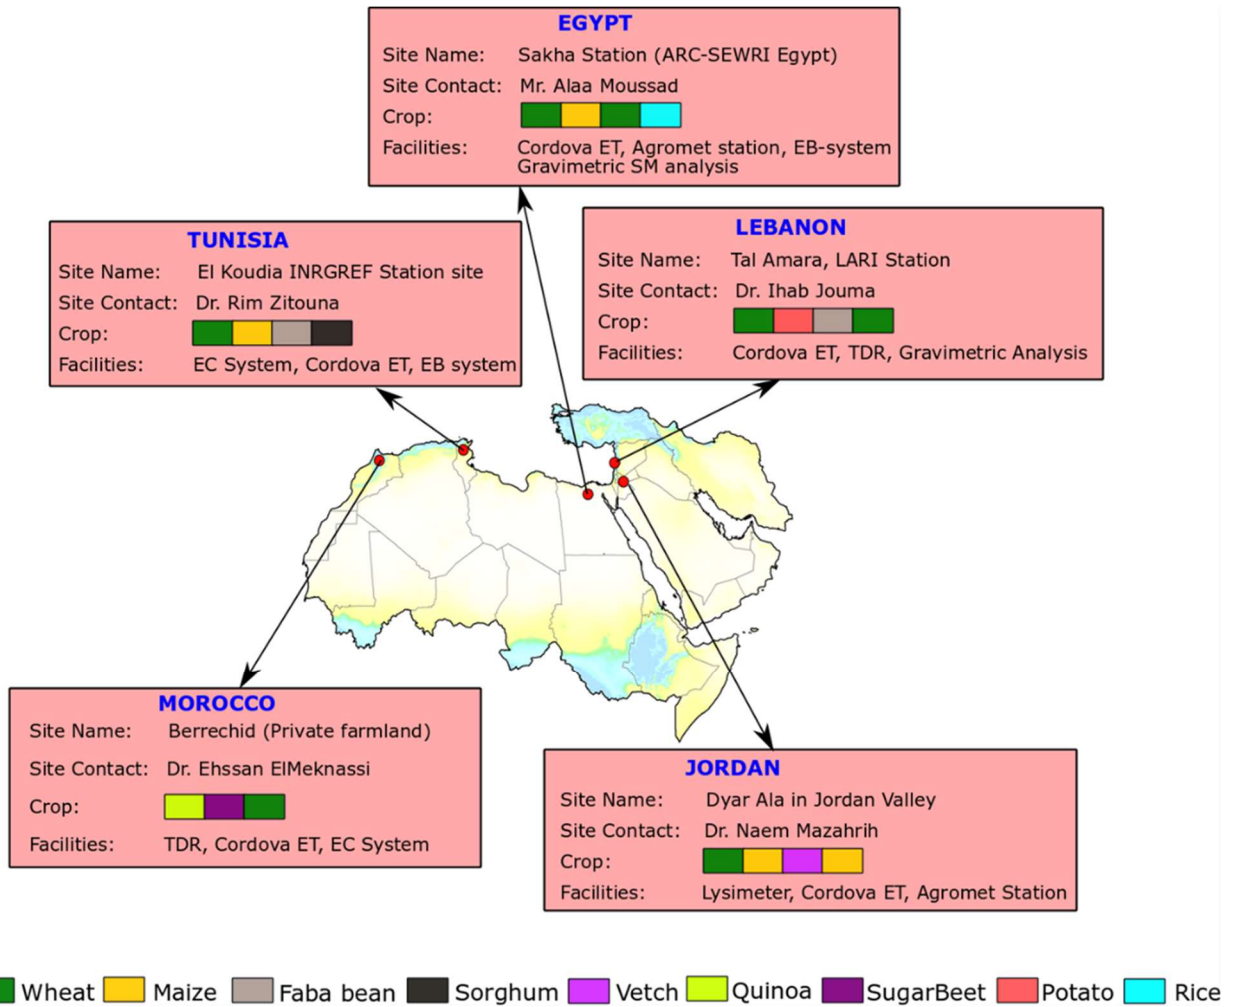 EGYPT
Site Name: Sakha Station (ARC-SEWRI Egypt)
Site Contact: Mr. Alaa Moussad
Crop:
Facilities: Cordova ET, Agromet station, EB-system
Gravimetric SM analysis
TUNISIA
Site Name: El Koudia INRGREF Station site
Site Contact: Dr. Rim Zitouna
Crop:
Facilities: EC System, Cordova ET, EB system
LEBANON
Site Name: Tal Amara, LARI Station
Site Contact: Dr. Ihab Jouma
Crop:
Facilities: Cordova ET, TDR, Gravimetric Analysis
MOROCCO
Site Name: Berrechid (Private farmland)
Site Contact: Dr. Ehssan ElMeknassi
Crop:
Facilities: TDR, Cordova ET, EC System
JORDAN
Site Name: Dyar Ala in Jordan Valley
Site Contact: Dr. Naem Mazahrih
Crop:
Facilities: Lysimeter, Cordova ET, Agromet Station
Wheat Maize Faba bean Sorghum Vetch Quinoa SugarBeet Potato Rice